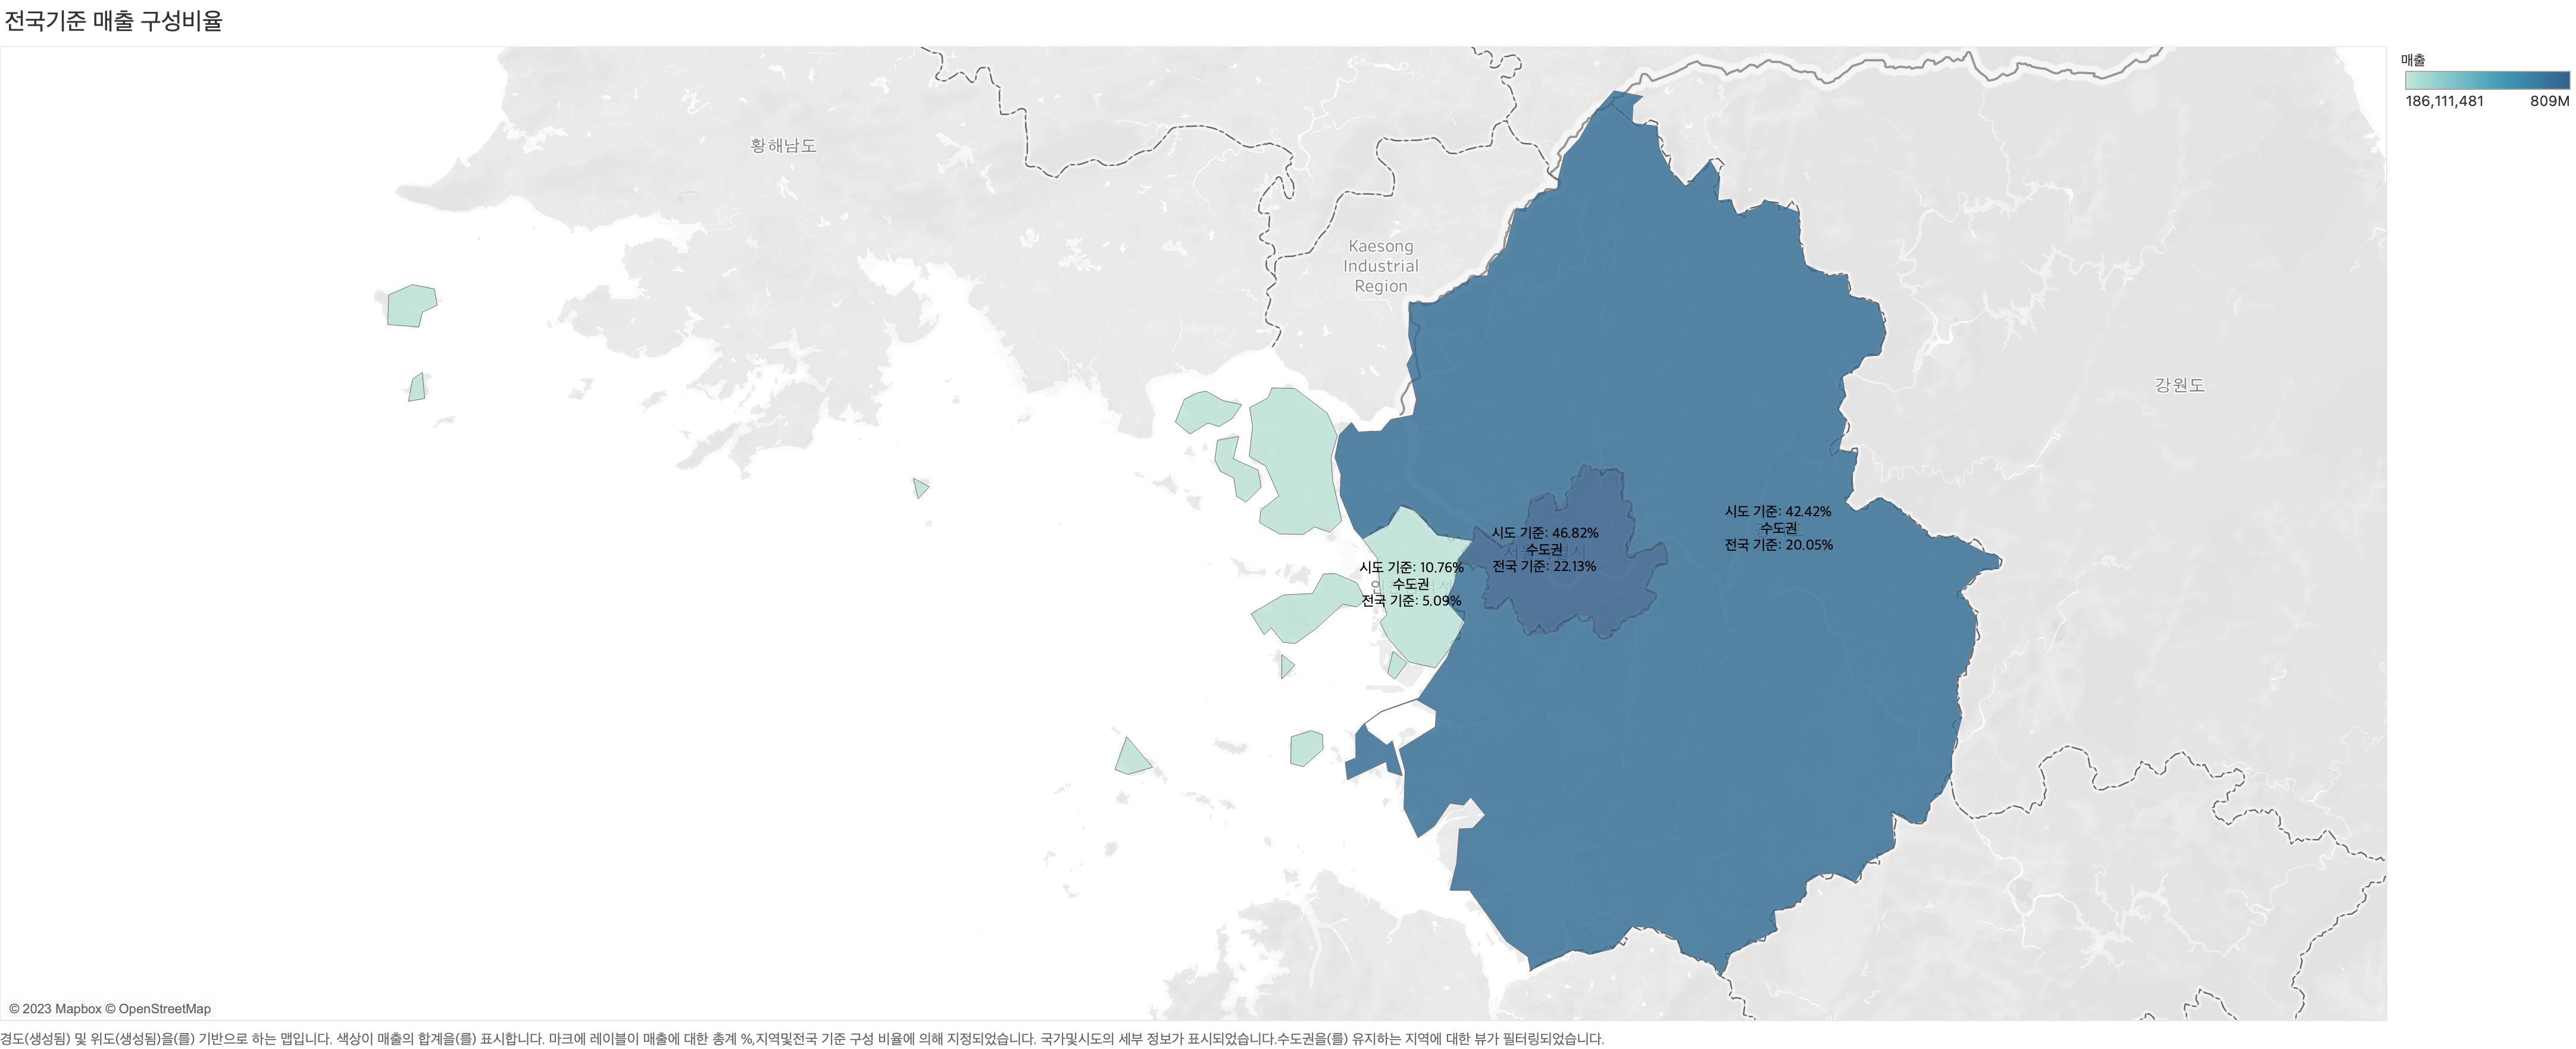 전국기준 매출 구성비율
매출
186,111,481 809M
황해남도
Kaesong
Industrial
Region
강원도
시도 기준: 42.42%
수도권
전국 기준: 20.05%
시도 기준: 46.82%
수도권
전국 기준: 22.13%
시도 기준: 10.76%
수도권
전국 기준: 5.09%
© 2023 Mapbox © OpenStreetMap
경도(생성됨) 및 위도(생성됨)을(를) 기반으로 하는 맵입니다. 색상이 매출의 합계을(를) 표시합니다. 마크에 레이블이 매출에 대한 총계 %,지역및전국 기준 구성 비율에 의해 지정되었습니다. 국가및시도의 세부 정보가 표시되었습니다.수도권을(를) 유지하는 지역에 대한 뷰가 필터링되었습니다.